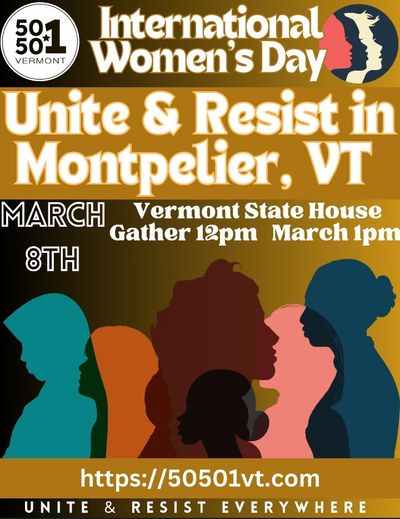 50
50★1
VERMONT
International
Women's Day
Unite & Resist in
Montpelier, VT
MARCH
8TH
Vermont State House
Gather 12pm March 1pm
https://50501vt.com
UNITE & RESIST EVERYWHERE